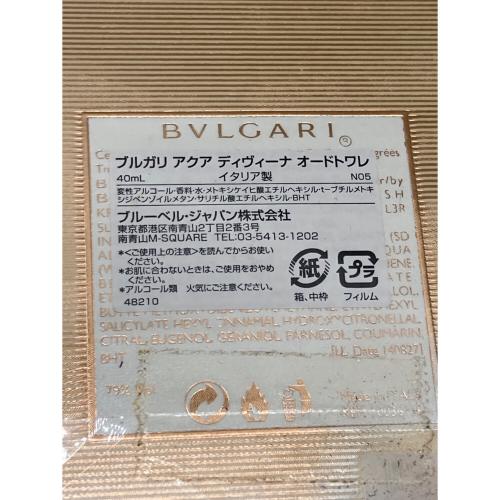 BVLGARI
ブルガリ アクア ディヴィーナ オードトワレ
40mL イタリア製 N05
変性アルコール・香料・水・メトキシケイヒ酸エチルヘキシル・t-ブチルメトキ
シジベンゾイルメタン・サリチル酸エチルヘキシル・BHT
ブルーベル・ジャパン株式会社
東京都港区南青山2丁目2番3号
南青山M-SQUARE TEL:03-5413-1202
*<ご使用上の注意>を読んでからお使い
ください。
*お肌に合わないときは、ご使用をおやめ
ください。
*アルコール類 火気にご注意ください。
48210
紙
箱、中枠
プラ
フィルム
SALICYLATE HEXYL CINNAMAL HYDROXYCITRONELLAL
CITRAL EUGENOL GERANIOL FARNESOL COUMARIN
BHT